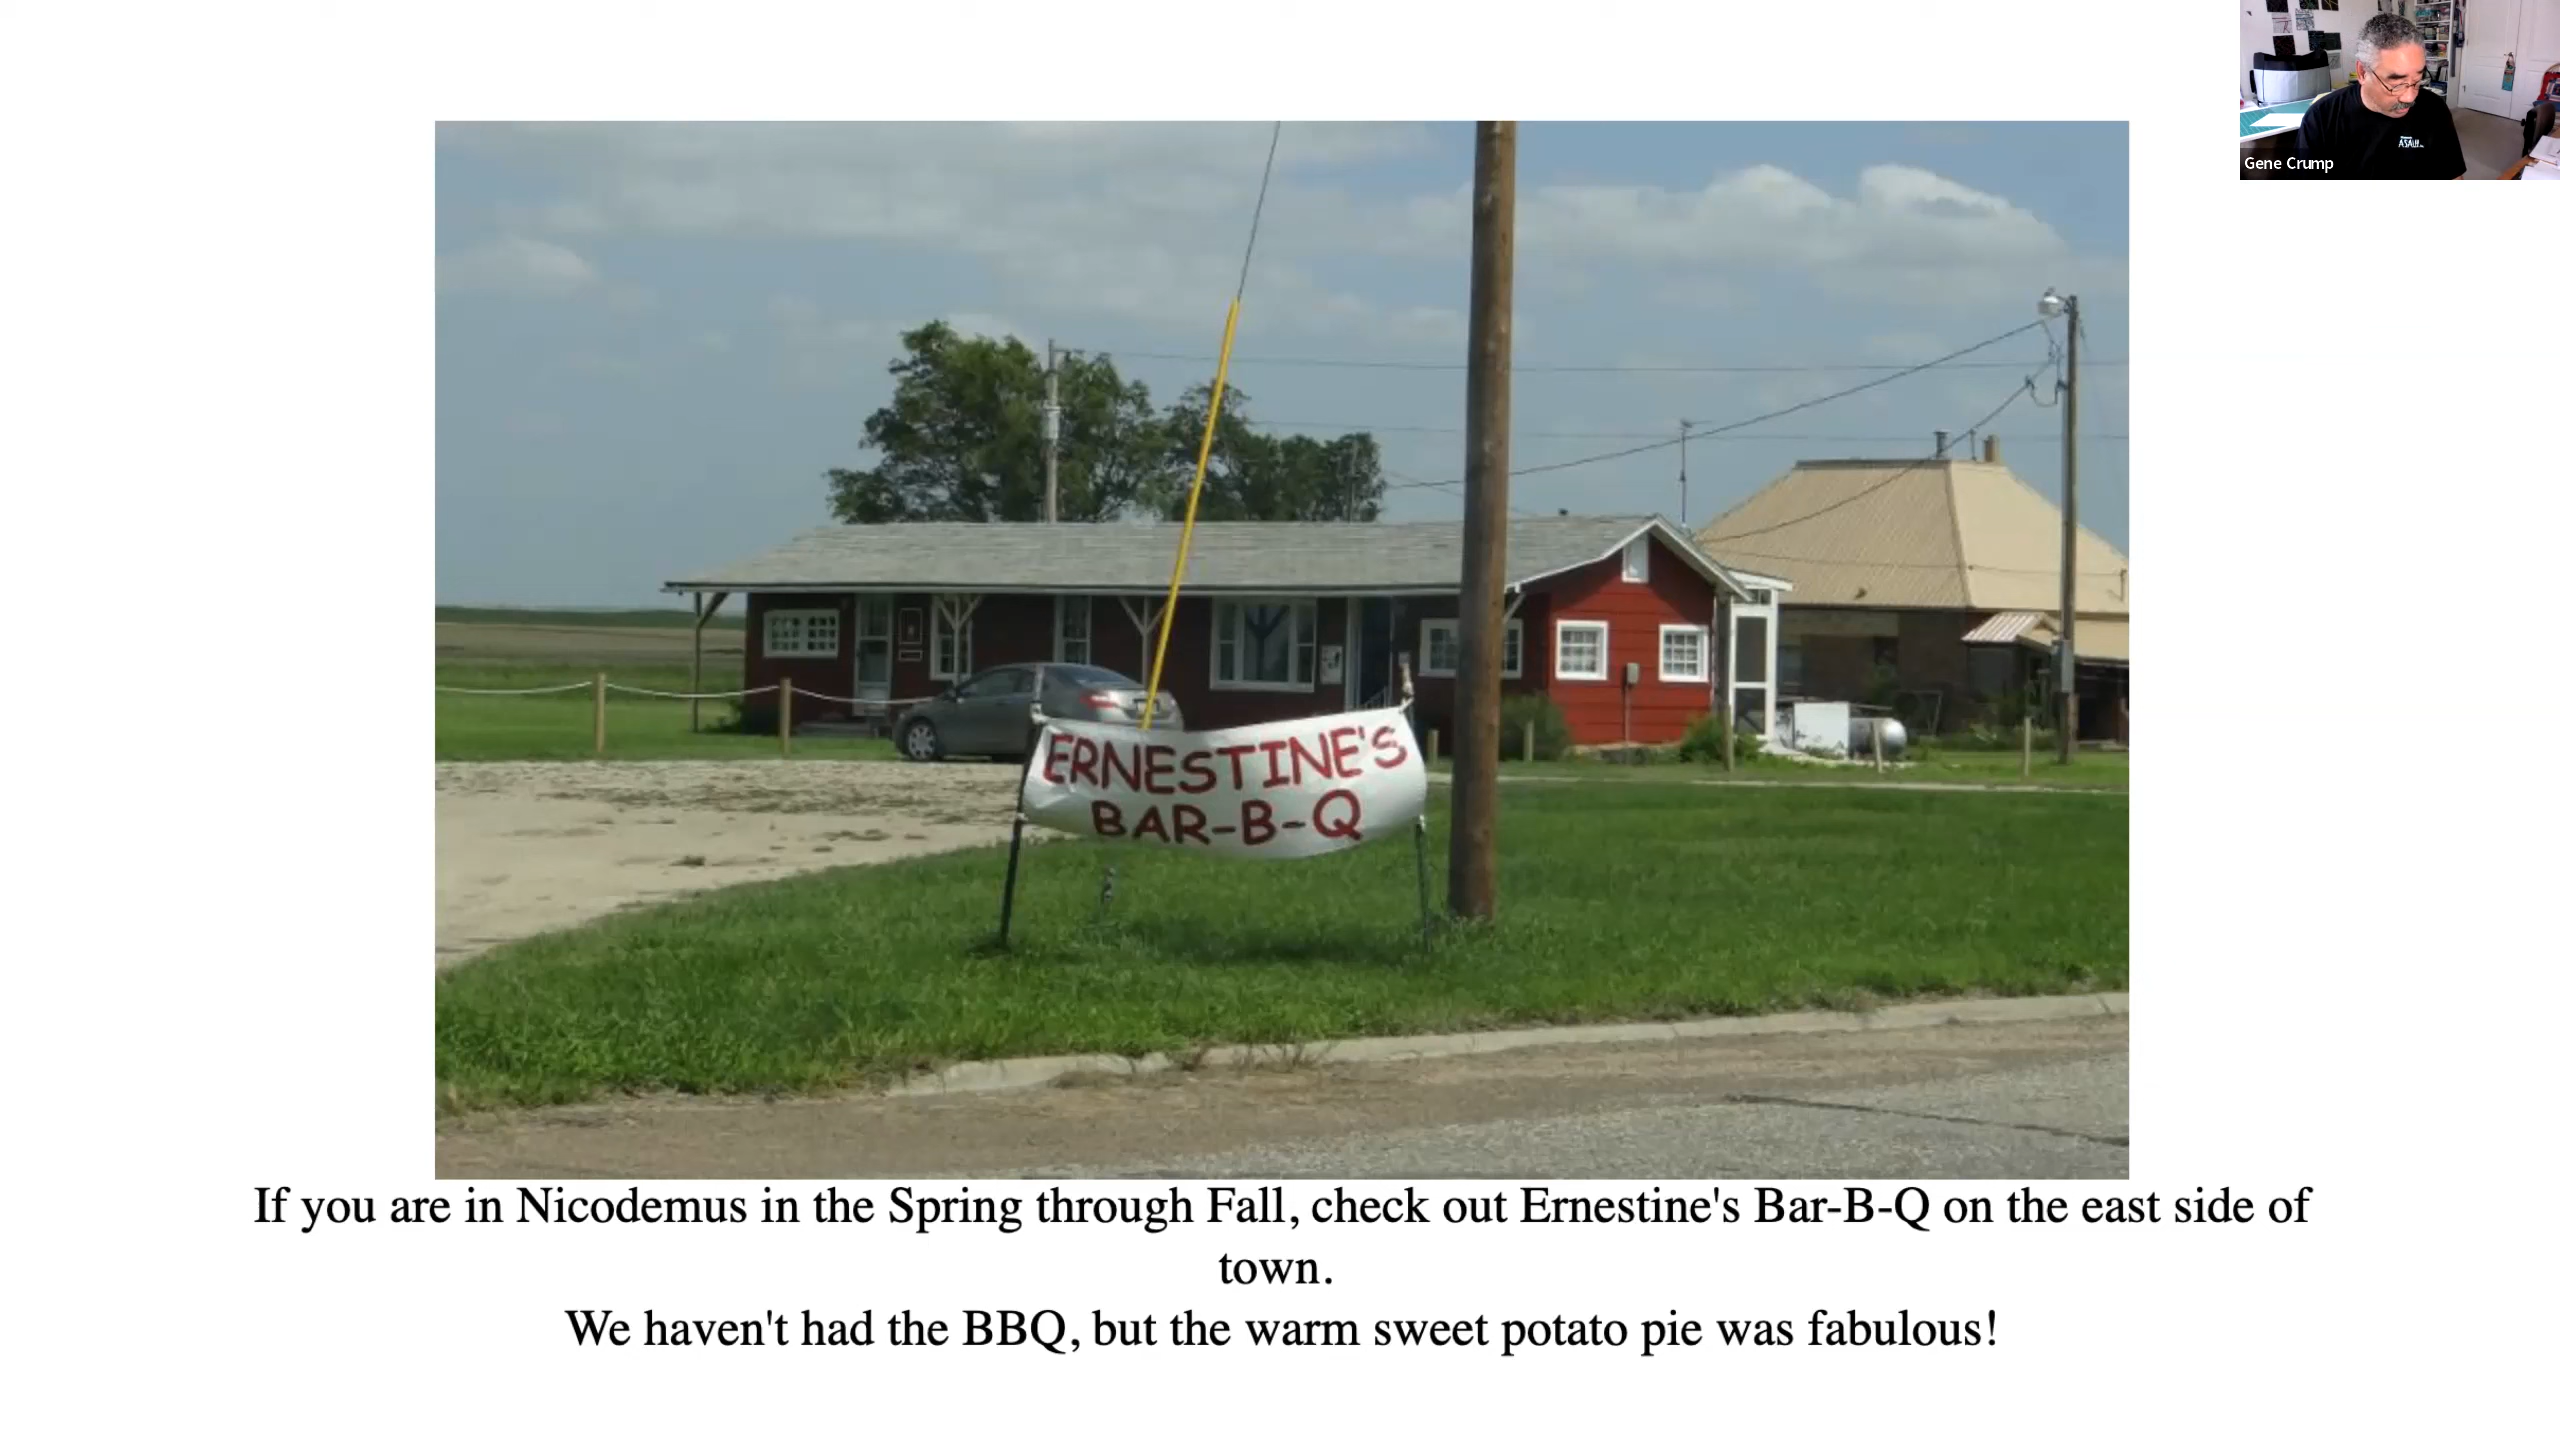 Gene Crump
ASALH
ERNESTINE'S
BAR-B-Q
If you are in Nicodemus in the Spring through Fall, check out Ernestine's Bar-B-Q on the east side of
town.
We haven't had the BBQ, but the warm sweet potato pie was fabulous!